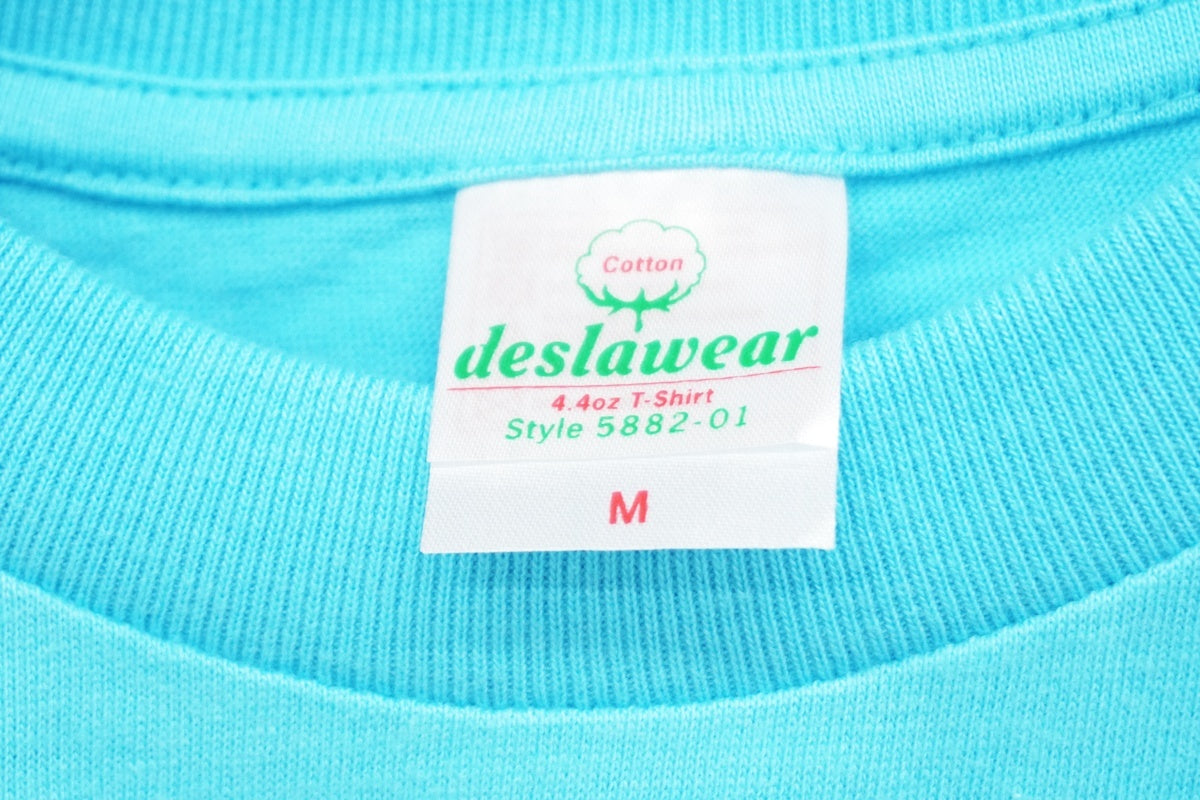 Cotton
deslawear
4.4oz T-Shirt
Style 5882-01
M